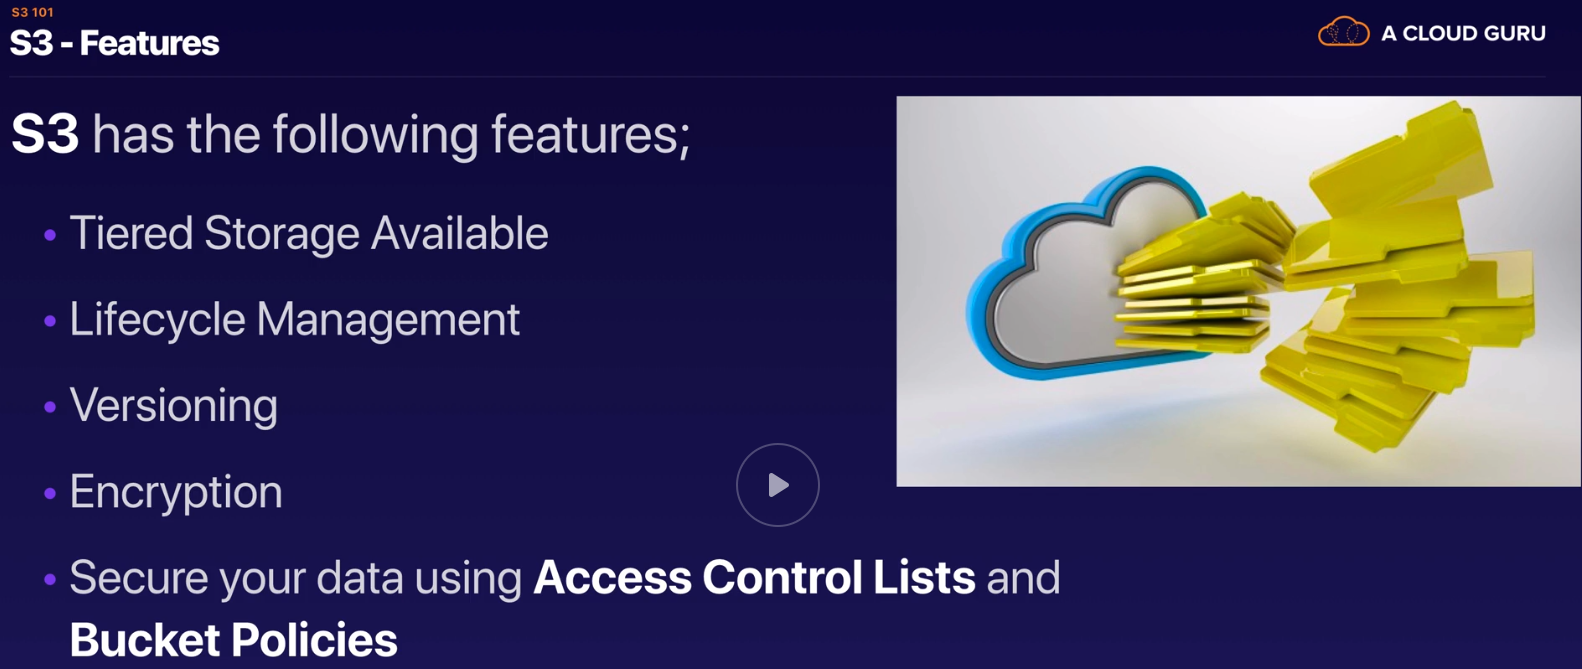 S3 101
S3 - Features
A CLOUD GURU
S3 has the following features;
• Tiered Storage Available
• Lifecycle Management
• Versioning
• Encryption
• Secure your data using Access Control Lists and
Bucket Policies